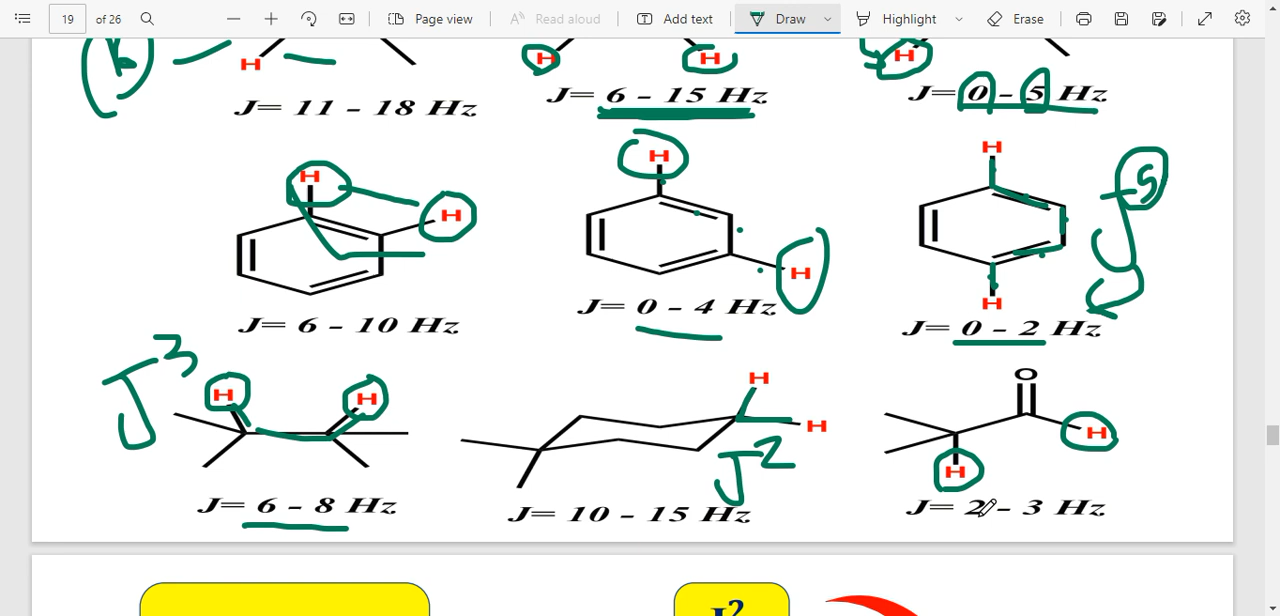 19 of 26 Page view Read aloud Add text Draw Highlight Erase
H H H H
J= 11 – 18 Hz J= 6 – 15 Hz J= 0 – 5 Hz
H H H
H H
H
J= 6 – 10 Hz J= 0 – 4 Hz J= 0 – 2 Hz
J⁵
J³
H H H O
H H
H
J²
J= 6 – 8 Hz J= 10 – 15 Hz J= 2 – 3 Hz
J²